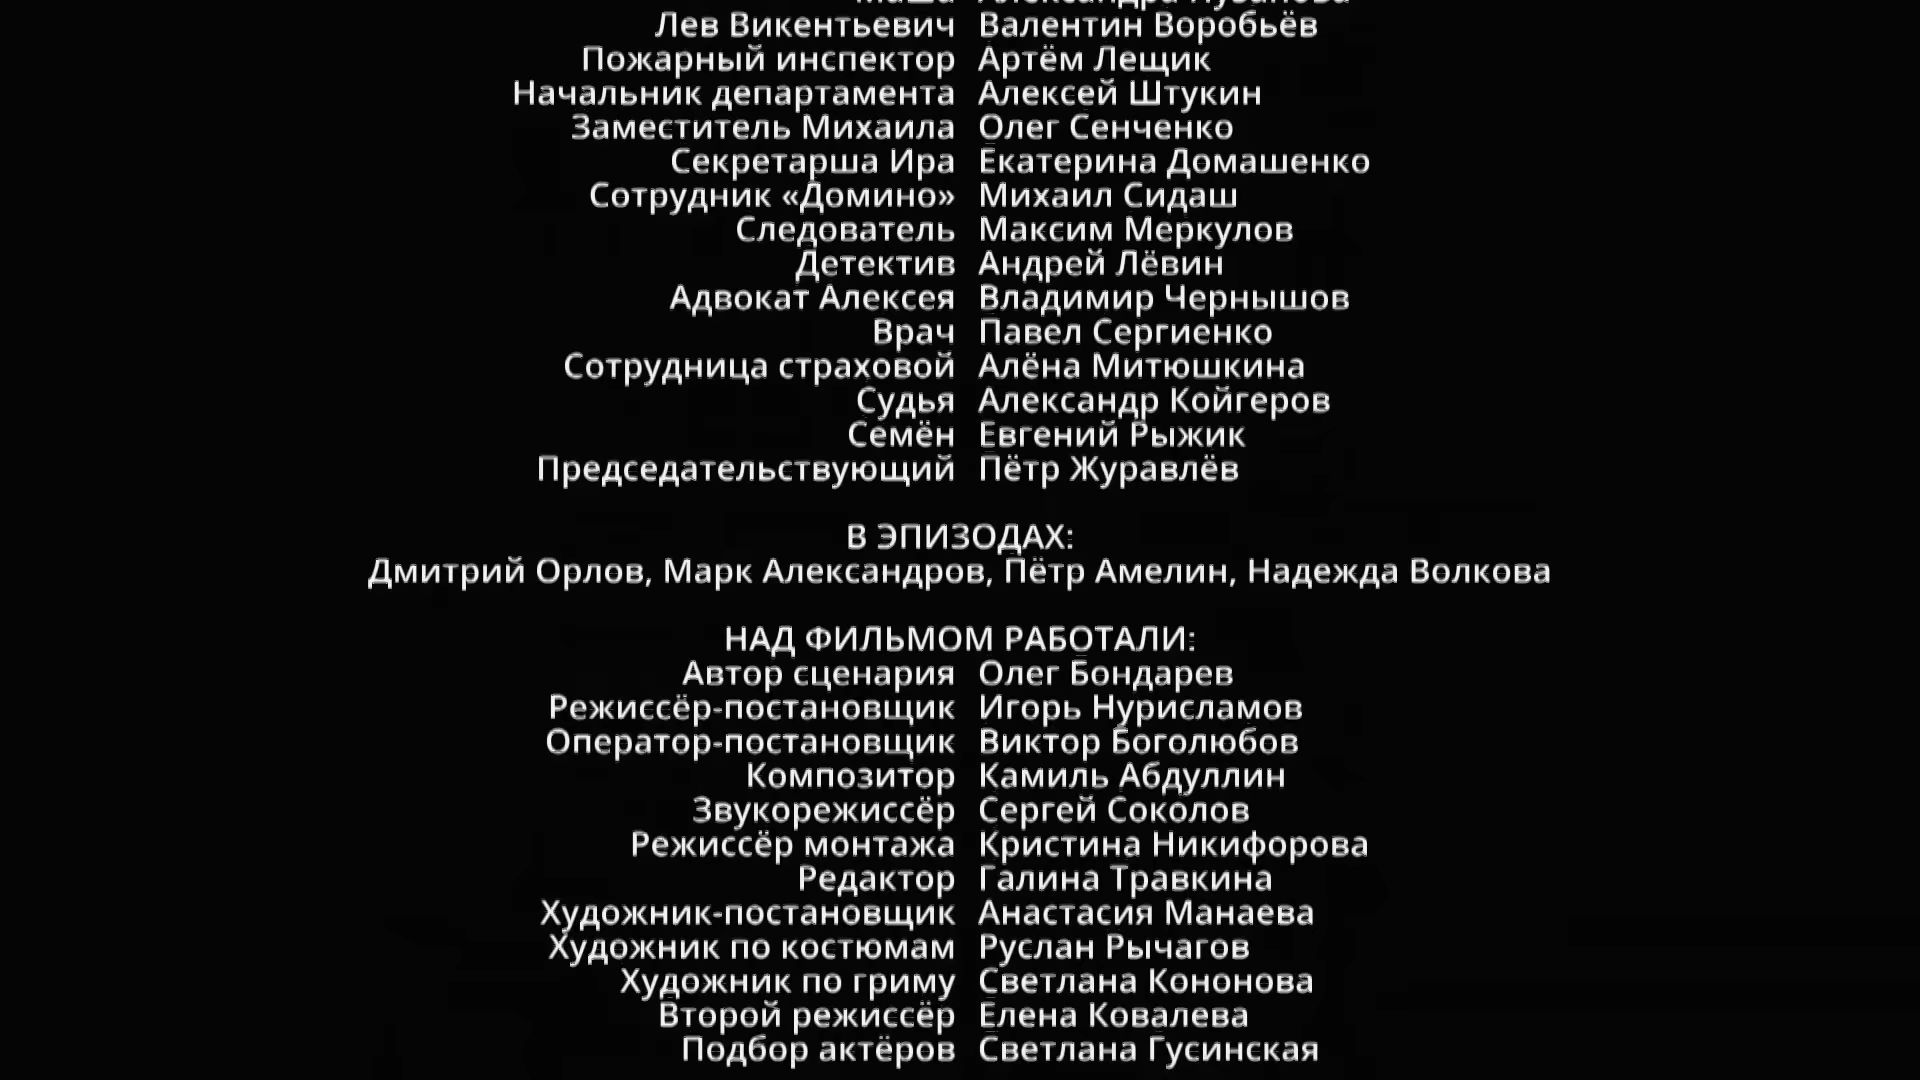 Лев Викентьевич Валентин Воробьёв
Пожарный инспектор Артём Лещик
Начальник департамента Алексей Штукин
Заместитель Михаила Олег Сенченко
Секретарша Ира Екатерина Домашенко
Сотрудник «Домино» Михаил Сидаш
Следователь Максим Меркулов
Детектив Андрей Лёвин
Адвокат Алексея Владимир Чернышов
Врач Павел Сергиенко
Сотрудница страховой Алёна Митюшкина
Судья Александр Койгеров
Семён Евгений Рыжик
Председательствующий Пётр Журавлёв
В ЭПИЗОДАХ:
Дмитрий Орлов, Марк Александров, Пётр Амелин, Надежда Волкова
НАД ФИЛЬМОМ РАБОТАЛИ:
Автор сценария Олег Бондарев
Режиссёр-постановщик Игорь Нурисламов
Оператор-постановщик Виктор Боголюбов
Композитор Камиль Абдуллин
Звукорежиссёр Сергей Соколов
Режиссёр монтажа Кристина Никифорова
Редактор Галина Травкина
Художник-постановщик Анастасия Манаева
Художник по костюмам Руслан Рычагов
Художник по гриму Светлана Кононова
Второй режиссёр Елена Ковалева
Подбор актёров Светлана Гусинская